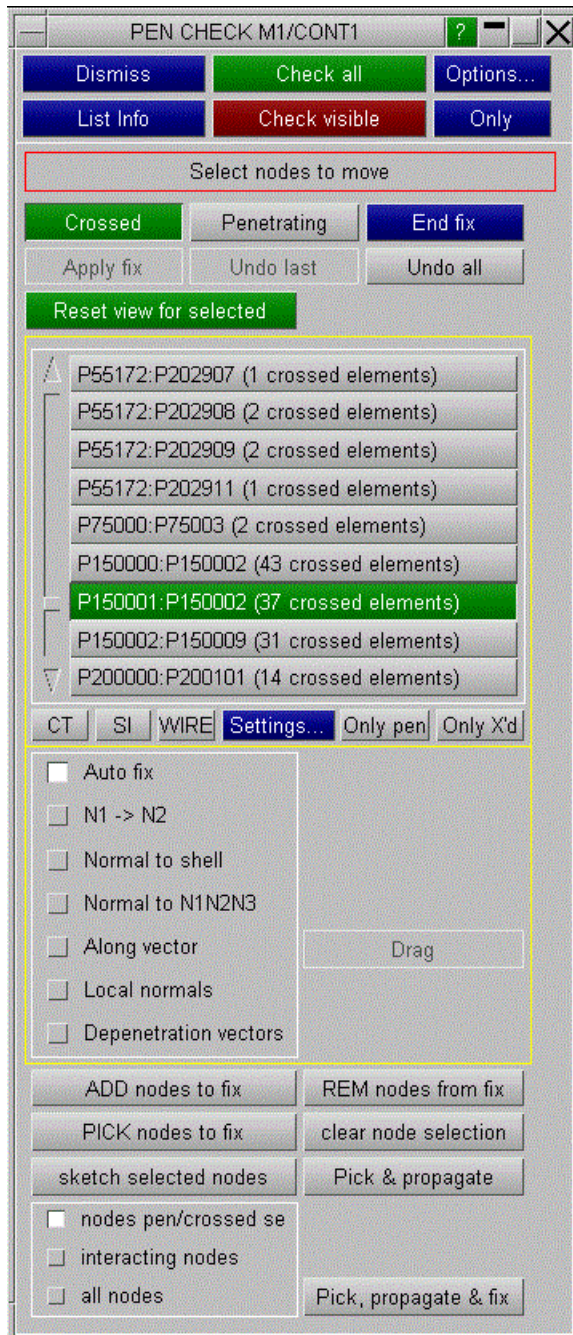 PEN CHECK M1/CONT1 ?
Dismiss Check all Options...
List Info Check visible Only
Select nodes to move
Crossed Penetrating End fix
Apply fix Undo last Undo all
Reset view for selected
P55172:P202907 (1 crossed elements)
P55172:P202908 (2 crossed elements)
P55172:P202909 (2 crossed elements)
P55172:P202911 (1 crossed elements)
P75000:P75003 (2 crossed elements)
P150000:P150002 (43 crossed elements)
P150001:P150002 (37 crossed elements)
P150002:P150009 (31 crossed elements)
P200000:P200101 (14 crossed elements)
CT SI WIRE Settings... Only pen Only X'd
Auto fix
N1 -> N2
Normal to shell
Normal to N1N2N3
Along vector Drag
Local normals
Depenetration vectors
ADD nodes to fix REM nodes from fix
PICK nodes to fix clear node selection
sketch selected nodes Pick & propagate
nodes pen/crossed se
interacting nodes
all nodes Pick, propagate & fix